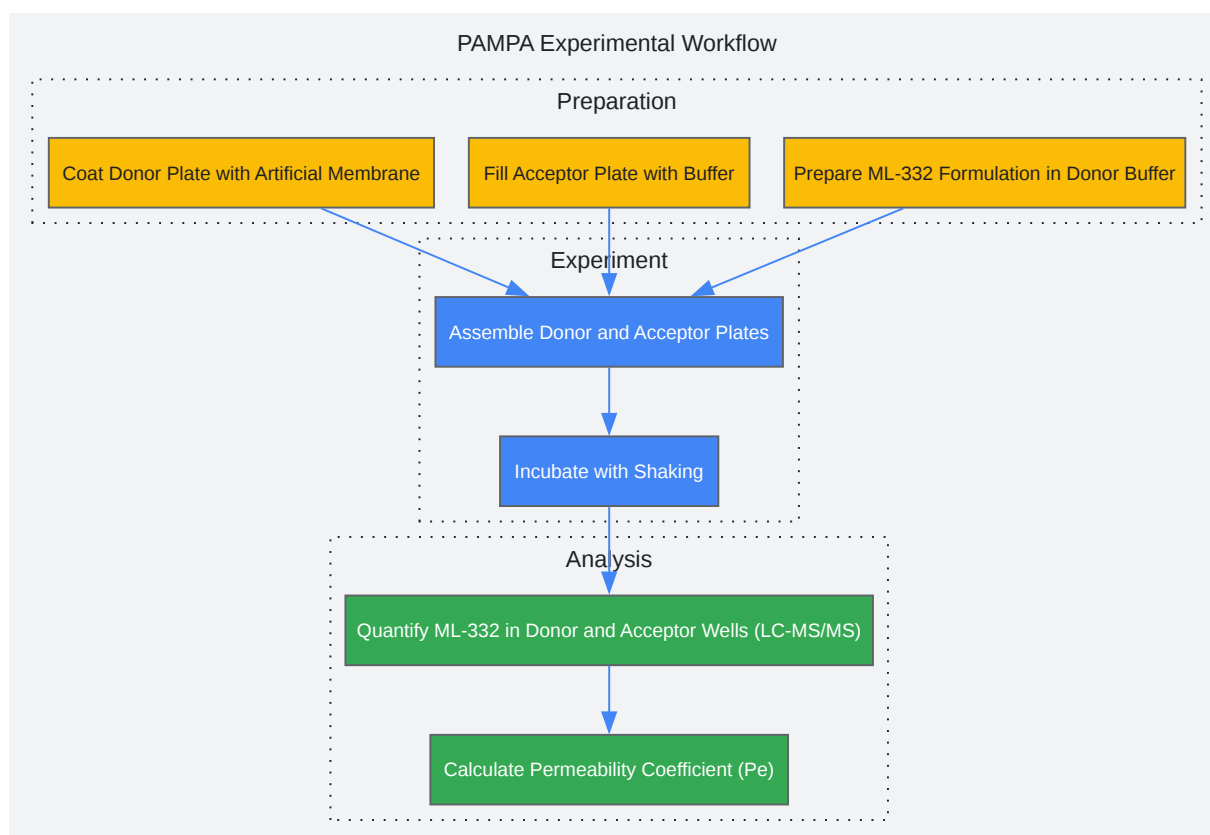 PAMPA Experimental Workflow
Preparation
Coat Donor Plate with Artificial Membrane
Fill Acceptor Plate with Buffer
Prepare ML-332 Formulation in Donor Buffer
Experiment
Assemble Donor and Acceptor Plates
Incubate with Shaking
Analysis
Quantify ML-332 in Donor and Acceptor Wells (LC-MS/MS)
Calculate Permeability Coefficient (Pe)